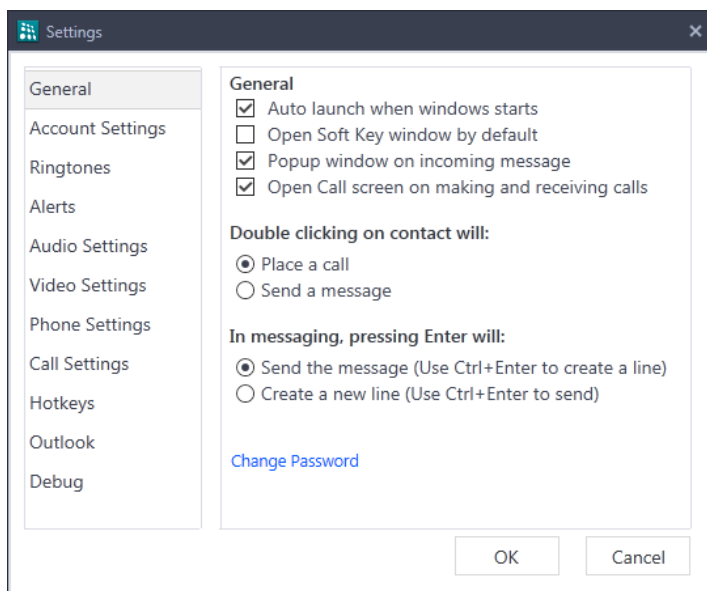 Settings
General
Account Settings
Ringtones
Alerts
Audio Settings
Video Settings
Phone Settings
Call Settings
Hotkeys
Outlook
Debug
General
Auto launch when windows starts
Open Soft Key window by default
Popup window on incoming message
Open Call screen on making and receiving calls
Double clicking on contact will:
Place a call
Send a message
In messaging, pressing Enter will:
Send the message (Use Ctrl+Enter to create a line)
Create a new line (Use Ctrl+Enter to send)
Change Password
OK
Cancel